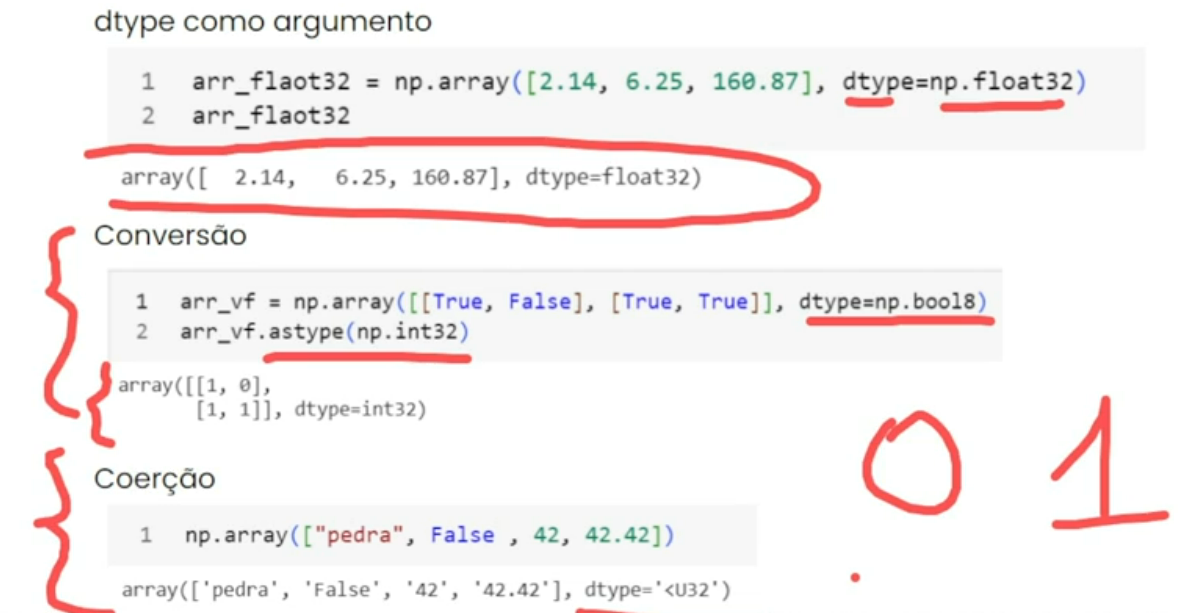 dtype como argumento
1 arr_flaot32 = np.array([2.14, 6.25, 160.87], dtype=np.float32)
2 arr_flaot32
array([ 2.14, 6.25, 160.87], dtype=float32)
Conversão
1 arr_vf = np.array([[True, False], [True, True]], dtype=np.bool8)
2 arr_vf.astype(np.int32)
array([[1, 0],
[1, 1]], dtype=int32)
0 1
Coerção
1 np.array(["pedra", False , 42, 42.42])
array(['pedra', 'False', '42', '42.42'], dtype='<U32')